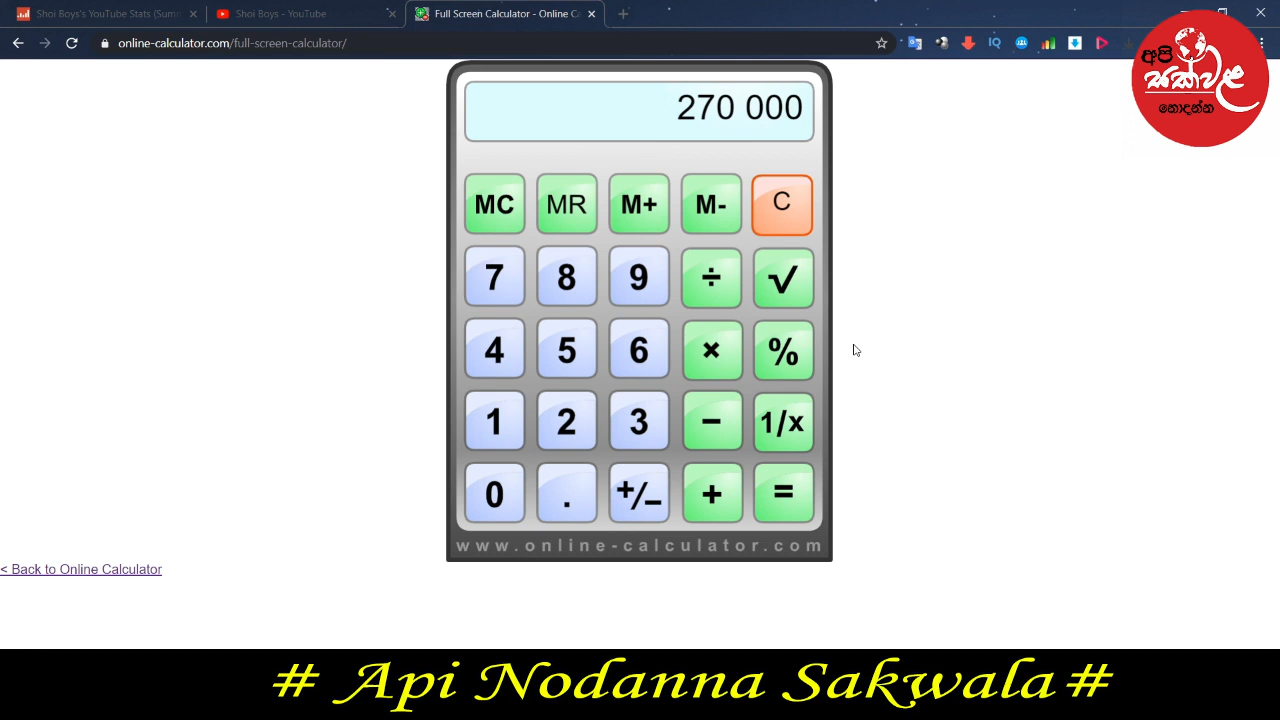 Shoi Boys's YouTube Stats (Sum
Shoi Boys - YouTube
Full Screen Calculator - Online C
online-calculator.com/full-screen-calculator/
IQ
අපි
සක්වළ
නොදන්න
270 000
MC MR M+ M- C
7 8 9 ÷ √
4 5 6 × %
1 2 3 − 1/x
0 . +/− + =
www.online-calculator.com
< Back to Online Calculator
# Api Nodanna Sakwala #